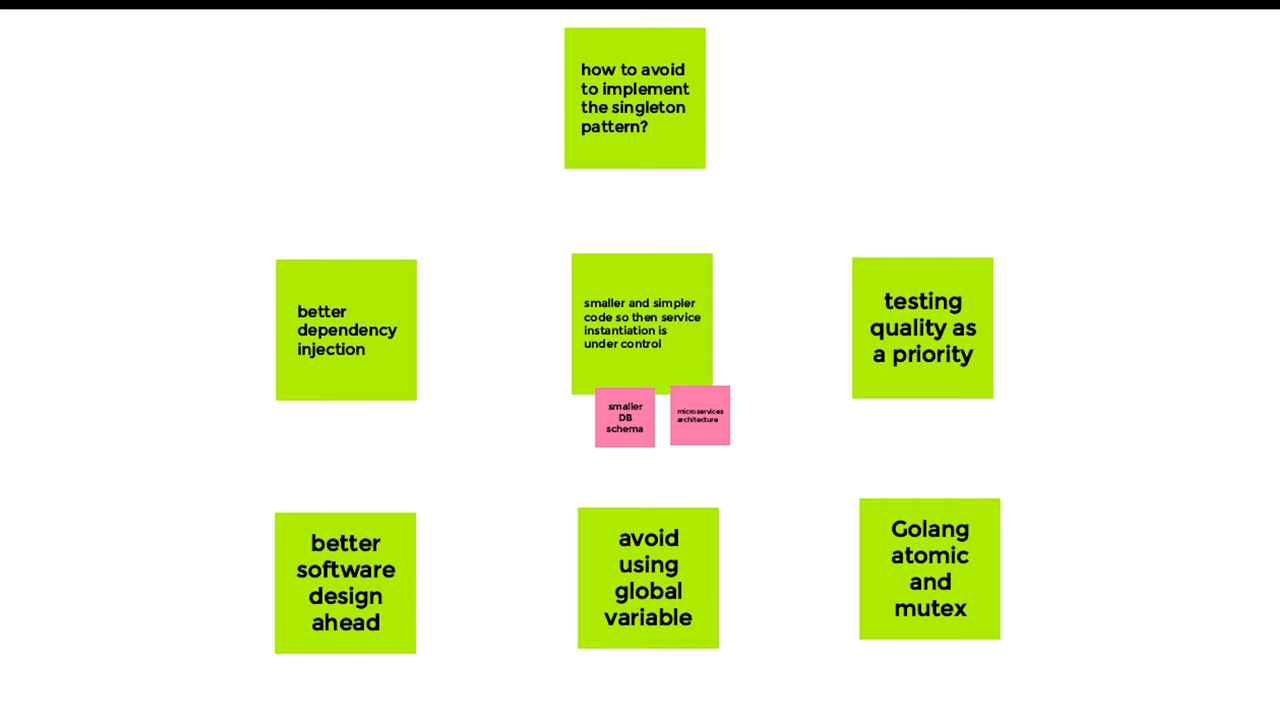 how to avoid
to implement
the singleton
pattern?
better
dependency
injection
smaller and simpler
code so then service
instantiation is
under control
testing
quality as
a priority
smaller
DB
schema
microservices
architecture
better
software
design
ahead
avoid
using
global
variable
Golang
atomic
and
mutex